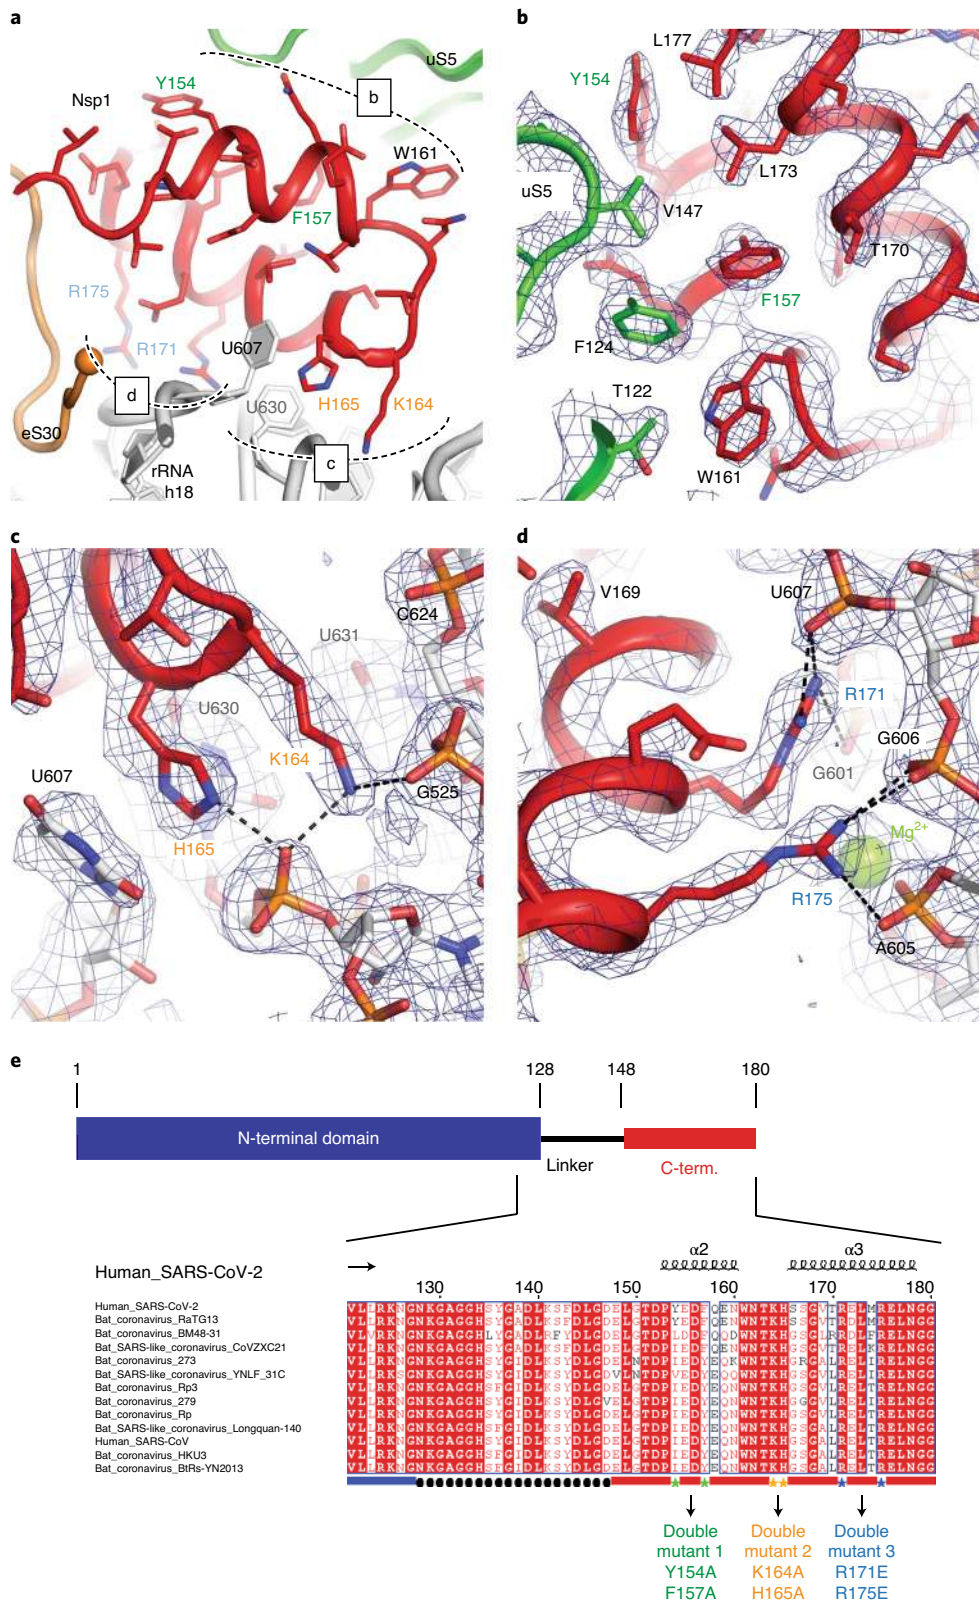 a
Nsp1
Y154
uS5
b
W161
F157
R175
R171
U607
d
U630
H165
K164
eS30
c
rRNA
h18
b
L177
Y154
L173
uS5
V147
T170
F157
F124
T122
W161
c
C624
U631
U630
K164
U607
G525
H165
d
V169
U607
R171
G606
G601
Mg2+
R175
A605
e
1 128 148 180
N-terminal domain
Linker
C-term.
α2 α3
Human_SARS-CoV-2
130 140 150 160 170 180
Human_SARS-CoV-2 VLLRKNGNKGAGGHSYGADLKSFDLGDELGTDPYEDFQENWNTKHSSGVTRELMRELNGG
Bat_coronavirus_RaTG13 VLLRKNGNKGAGGHSYGADLKSFDLGDELGTDPYEDFQENWNTKHSSGVTRELMRELNGG
Bat_coronavirus_BM48-31
Bat_SARS-like_coronavirus_CoVZXC21
Bat_coronavirus_273
Bat_SARS-like_coronavirus_YNLF_31C
Bat_coronavirus_Rp3
Bat_coronavirus_279
Bat_coronavirus_Rp
Bat_SARS-like_coronavirus_Longquan-140
Human_SARS-CoV
Bat_coronavirus_HKU3
Bat_coronavirus_BtRs-YN2013
Double Double Double
mutant 1 mutant 2 mutant 3
Y154A K164A R171E
F157A H165A R175E